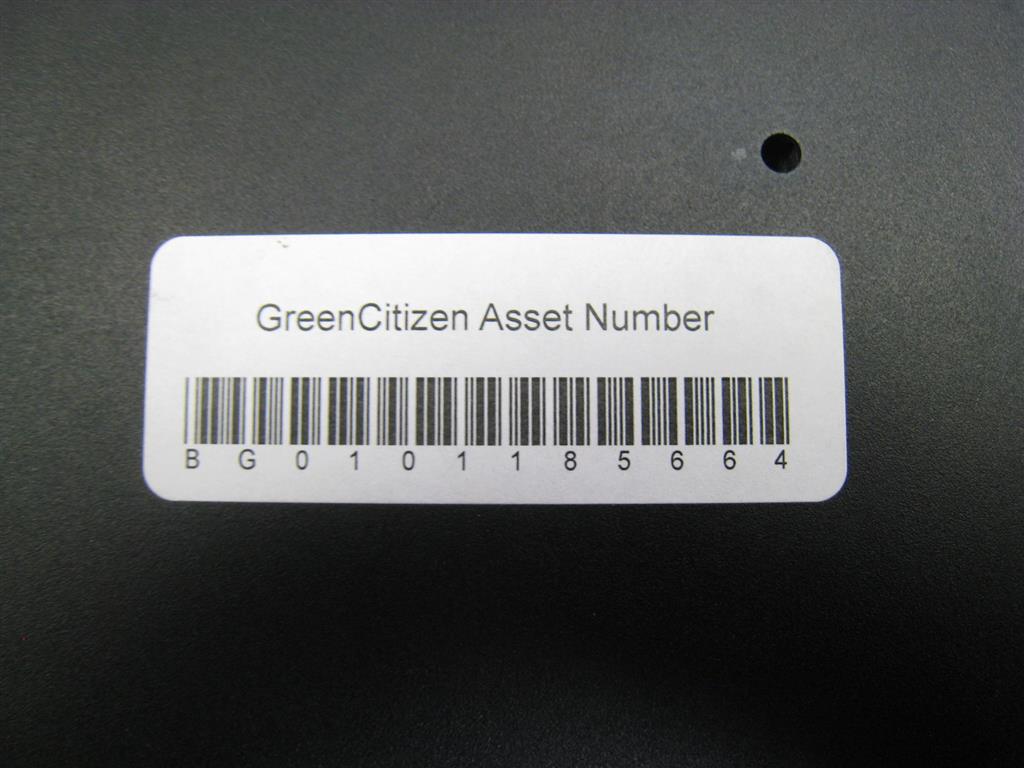 GreenCitizen Asset Number
B G 0 1 0 1 1 8 5 6 6 4